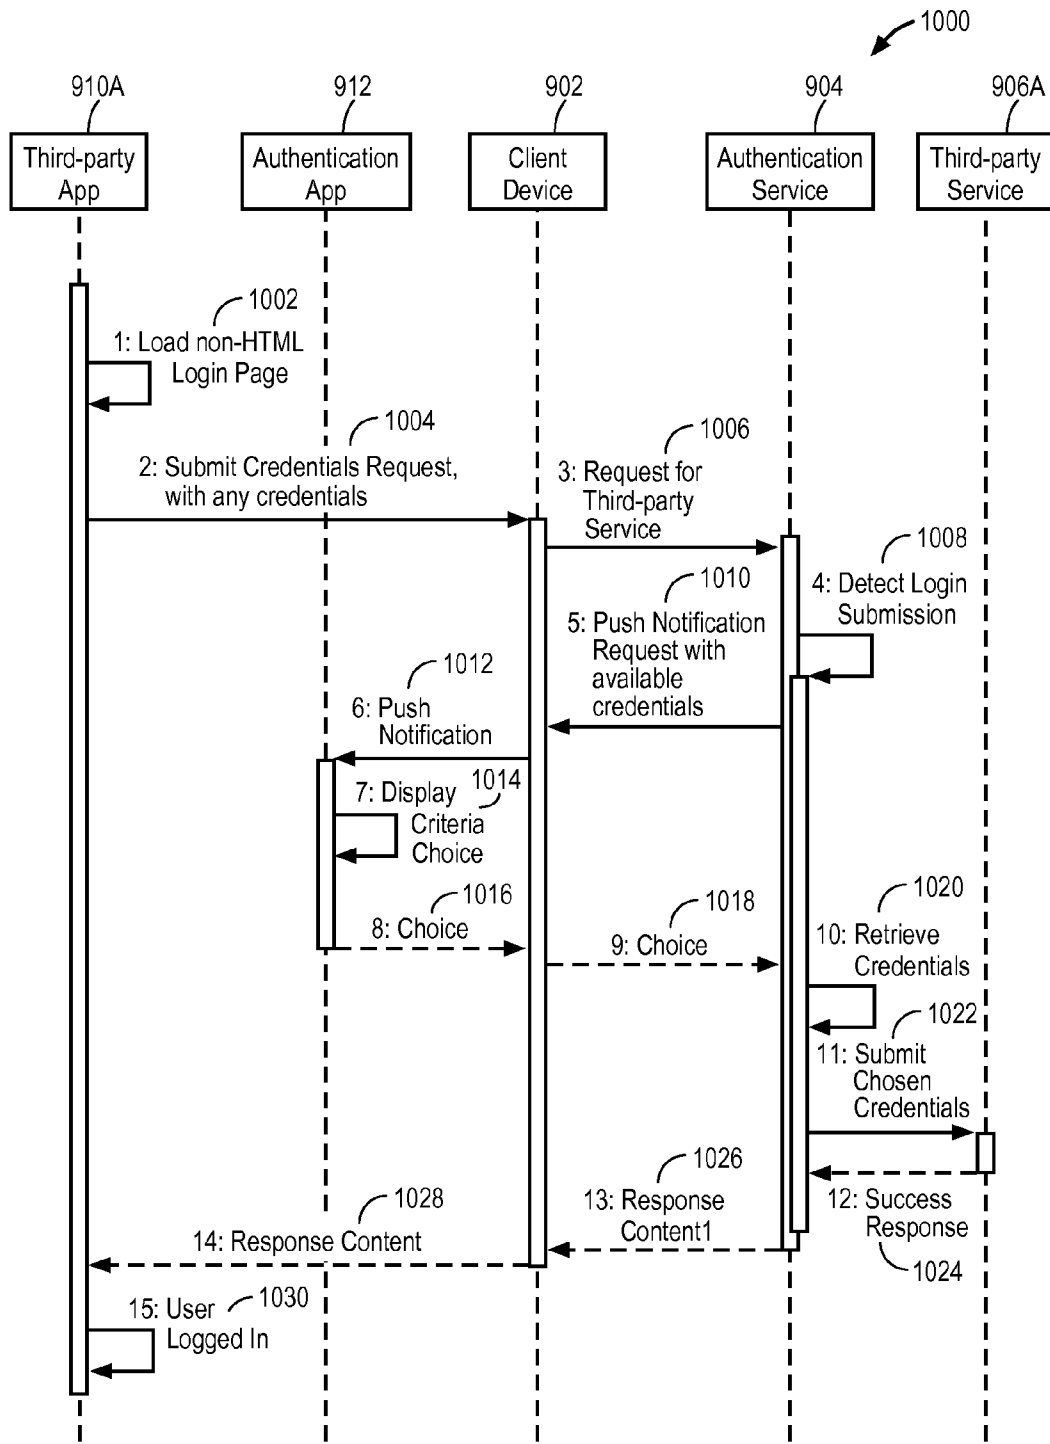 1000
910A
912
902
904
906A
Third-party
App
Authentication
App
Client
Device
Authentication
Service
Third-party
Service
1002
1: Load non-HTML
Login Page
1004
2: Submit Credentials Request,
with any credentials
1006
3: Request for
Third-party
Service
1008
4: Detect Login
Submission
1010
5: Push Notification
Request with
available
credentials
1012
6: Push
Notification
1014
7: Display
Criteria
Choice
1016
8: Choice
1018
9: Choice
1020
10: Retrieve
Credentials
1022
11: Submit
Chosen
Credentials
12: Success
Response
1024
1026
13: Response
Content1
1028
14: Response Content
1030
15: User
Logged In